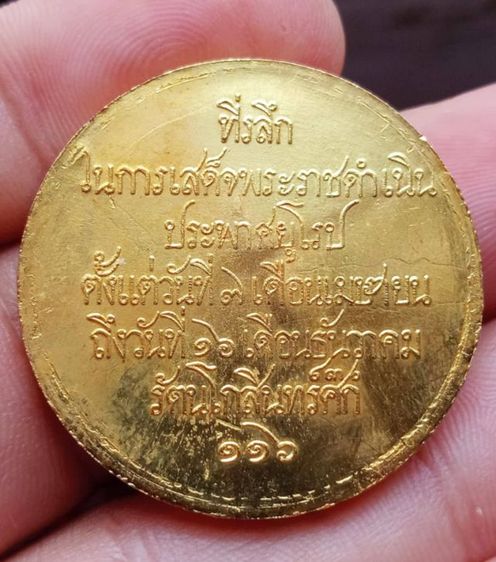 ที่รลึก
ในการเสด็จพระราชดำเนิน
ประพาศยุโรป
ตั้งแต่วันที่ ๗ เดือนเมษายน
ถึงวันที่ ๑๖ เดือนธันวาคม
รัตนโกสินทร์ศก
๑๑๖